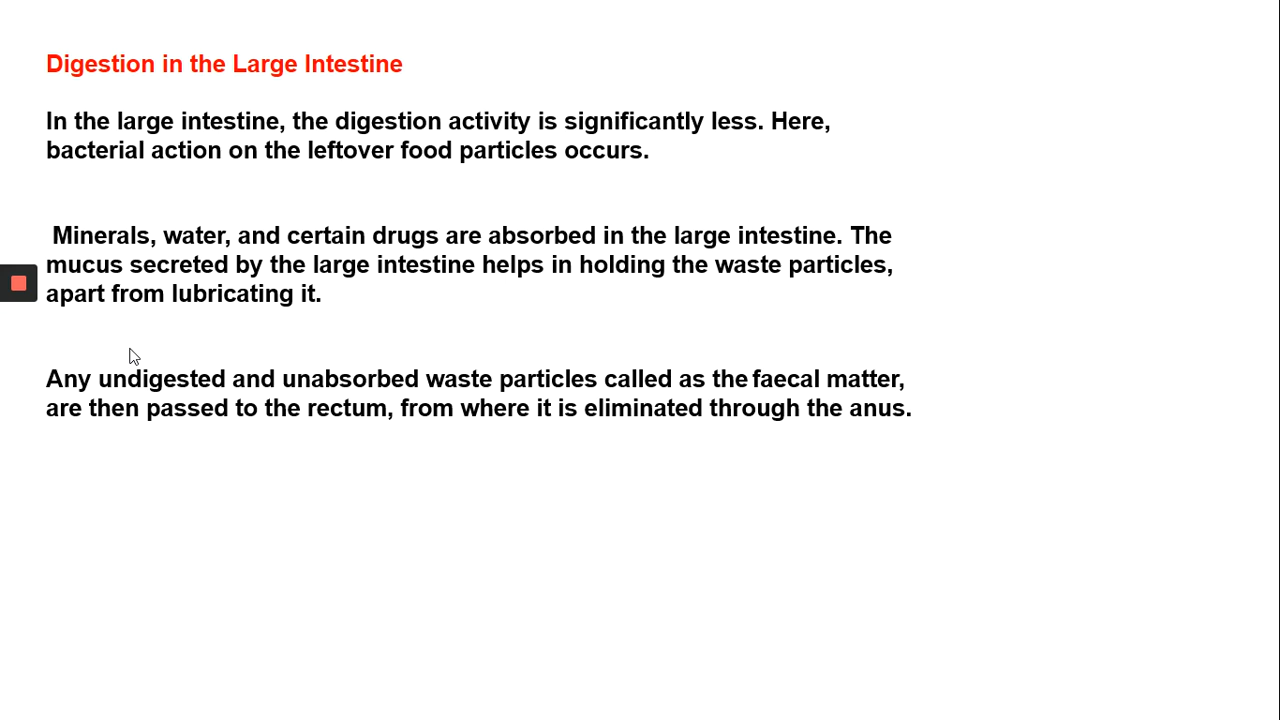 Digestion in the Large Intestine
In the large intestine, the digestion activity is significantly less. Here,
bacterial action on the leftover food particles occurs.
Minerals, water, and certain drugs are absorbed in the large intestine. The
mucus secreted by the large intestine helps in holding the waste particles,
apart from lubricating it.
Any undigested and unabsorbed waste particles called as the faecal matter,
are then passed to the rectum, from where it is eliminated through the anus.